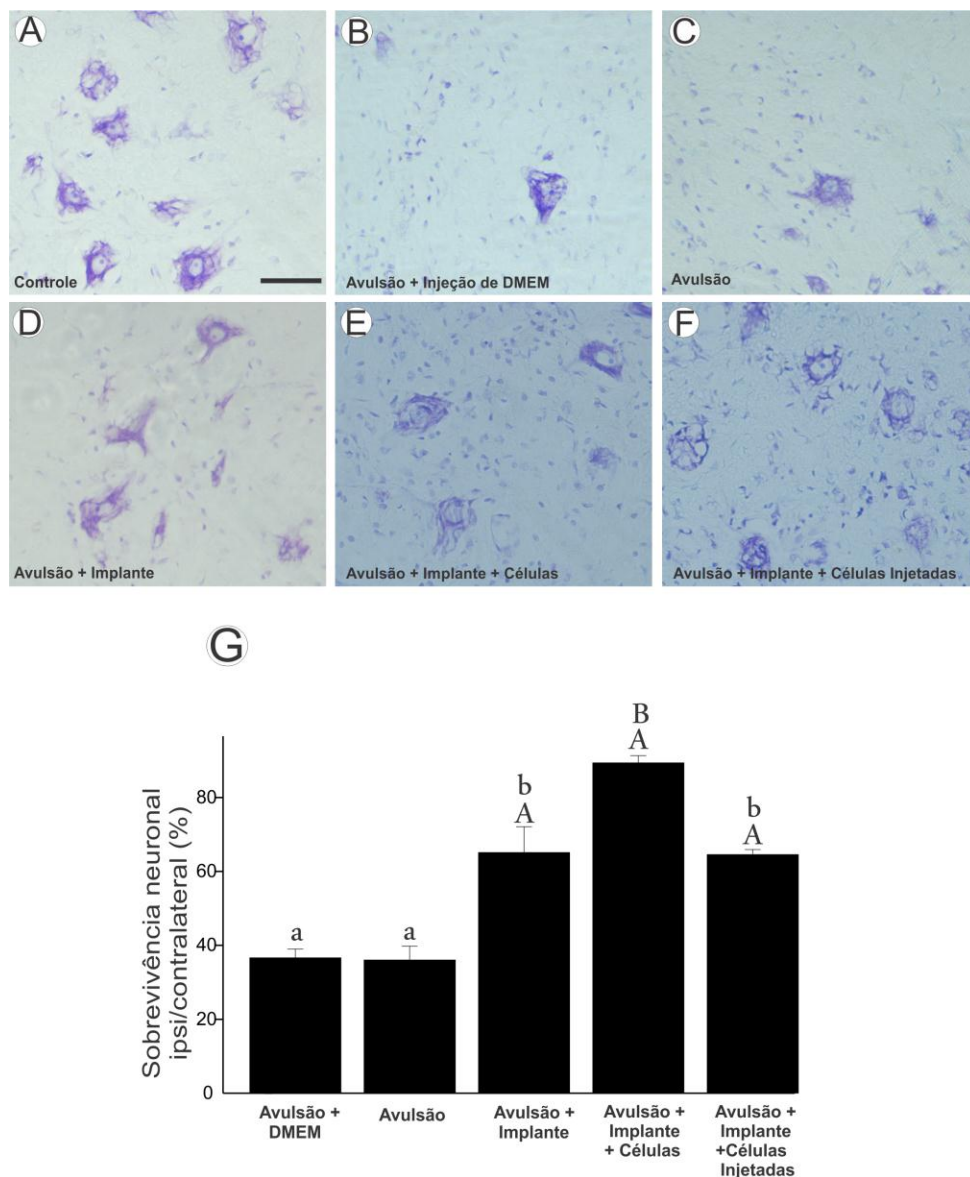 A
B
C
Controle
Avulsão + Injeção de DMEM
Avulsão
D
E
F
Avulsão + Implante
Avulsão + Implante + Células
Avulsão + Implante + Células Injetadas
G
Sobrevivência neuronal
ipsi/contralateral (%)
80
60
40
20
0
a
a
b
A
B
A
b
A
Avulsão +
DMEM
Avulsão
Avulsão +
Implante
Avulsão +
Implante
+ Células
Avulsão +
Implante
+Células
Injetadas